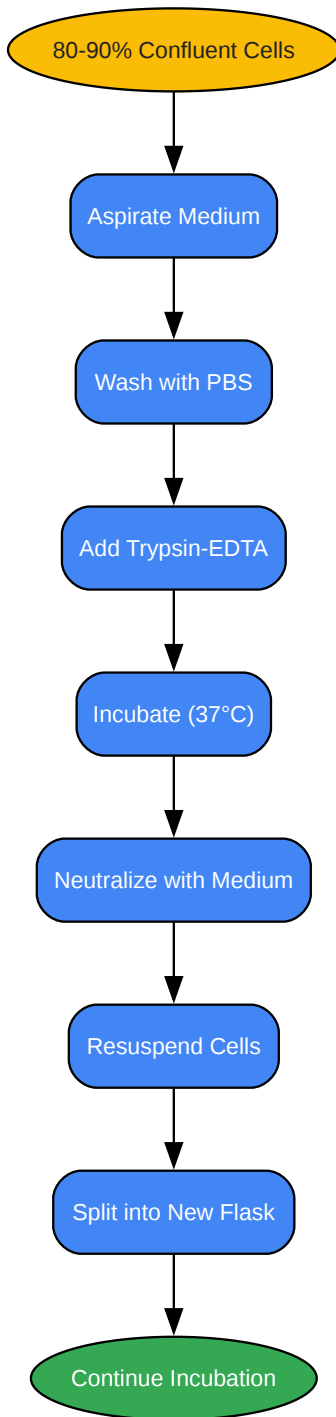 80-90% Confluent Cells
Aspirate Medium
Wash with PBS
Add Trypsin-EDTA
Incubate (37°C)
Neutralize with Medium
Resuspend Cells
Split into New Flask
Continue Incubation